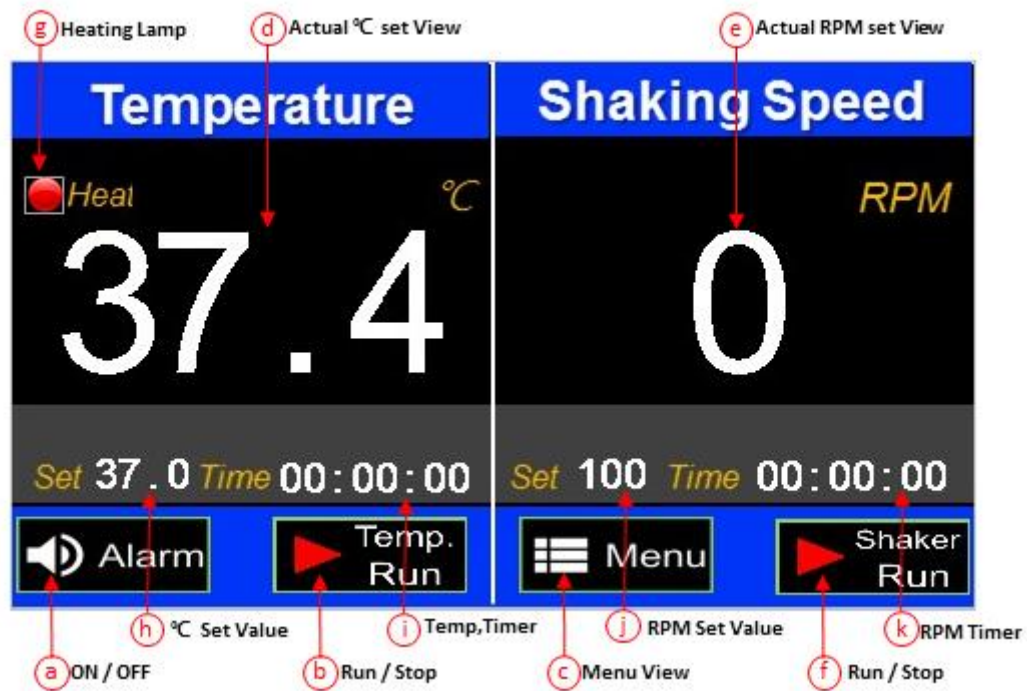 g Heating Lamp d Actual ℃ set View e Actual RPM set View
Temperature Shaking Speed
Heat ℃ RPM
37.4 0
Set 37.0 Time 00:00:00 Set 100 Time 00:00:00
Alarm Temp. Run Menu Shaker Run
h ℃ Set Value i Temp,Timer j RPM Set Value k RPM Timer
a ON / OFF b Run / Stop c Menu View f Run / Stop